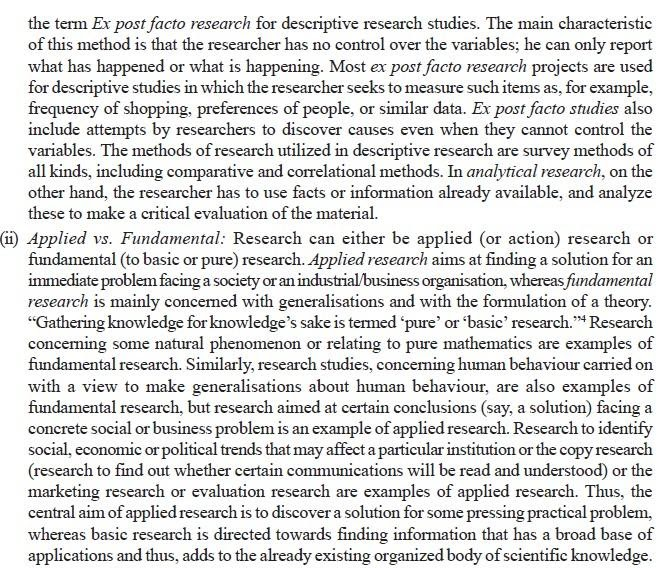 the term Ex post facto research for descriptive research studies. The main characteristic
of this method is that the researcher has no control over the variables; he can only report
what has happened or what is happening. Most ex post facto research projects are used
for descriptive studies in which the researcher seeks to measure such items as, for example,
frequency of shopping, preferences of people, or similar data. Ex post facto studies also
include attempts by researchers to discover causes even when they cannot control the
variables. The methods of research utilized in descriptive research are survey methods of
all kinds, including comparative and correlational methods. In analytical research, on the
other hand, the researcher has to use facts or information already available, and analyze
these to make a critical evaluation of the material.
(ii) Applied vs. Fundamental: Research can either be applied (or action) research or
fundamental (to basic or pure) research. Applied research aims at finding a solution for an
immediate problem facing a society or an industrial/business organisation, whereas fundamental
research is mainly concerned with generalisations and with the formulation of a theory.
“Gathering knowledge for knowledge’s sake is termed ‘pure’ or ‘basic’ research.”4 Research
concerning some natural phenomenon or relating to pure mathematics are examples of
fundamental research. Similarly, research studies, concerning human behaviour carried on
with a view to make generalisations about human behaviour, are also examples of
fundamental research, but research aimed at certain conclusions (say, a solution) facing a
concrete social or business problem is an example of applied research. Research to identify
social, economic or political trends that may affect a particular institution or the copy research
(research to find out whether certain communications will be read and understood) or the
marketing research or evaluation research are examples of applied research. Thus, the
central aim of applied research is to discover a solution for some pressing practical problem,
whereas basic research is directed towards finding information that has a broad base of
applications and thus, adds to the already existing organized body of scientific knowledge.